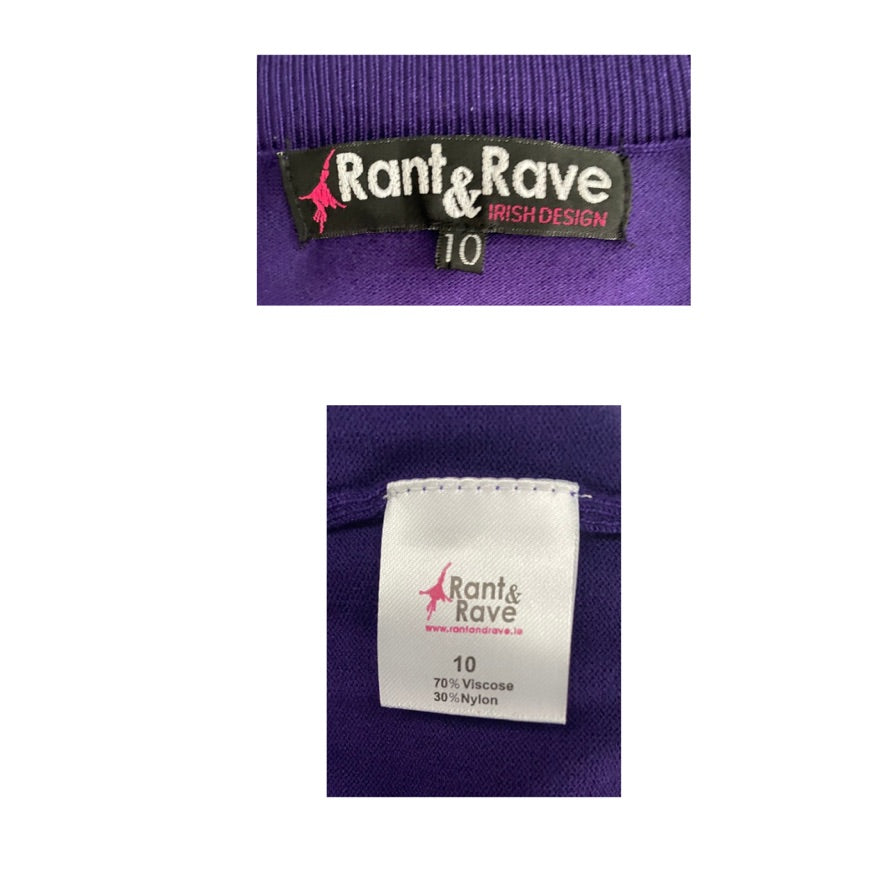 Rant & Rave
IRISH DESIGN
10
Rant &
Rave
www.rantandrave.ie
10
70% Viscose
30% Nylon